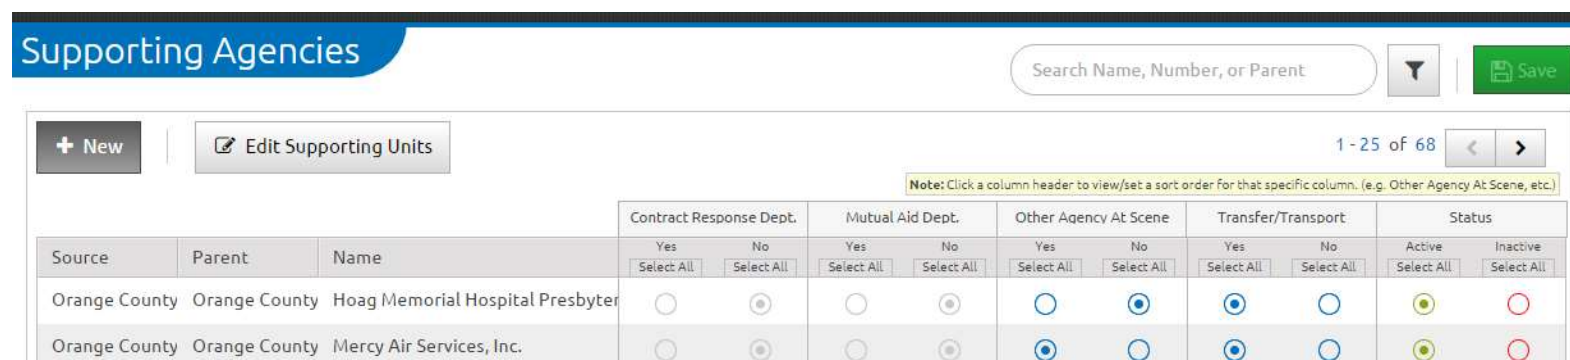 Supporting Agencies
Search Name, Number, or Parent
Save
New
Edit Supporting Units
1 - 25 of 68
Note: Click a column header to view/set a sort order for that specific column. (e.g. Other Agency At Scene, etc.)
Contract Response Dept. Mutual Aid Dept. Other Agency At Scene Transfer/Transport Status
Source Parent Name Yes No Yes No Yes No Yes No Active Inactive
Select All Select All Select All Select All Select All Select All Select All Select All Select All Select All
Orange County Orange County Hoag Memorial Hospital Presbyter
Orange County Orange County Mercy Air Services, Inc.